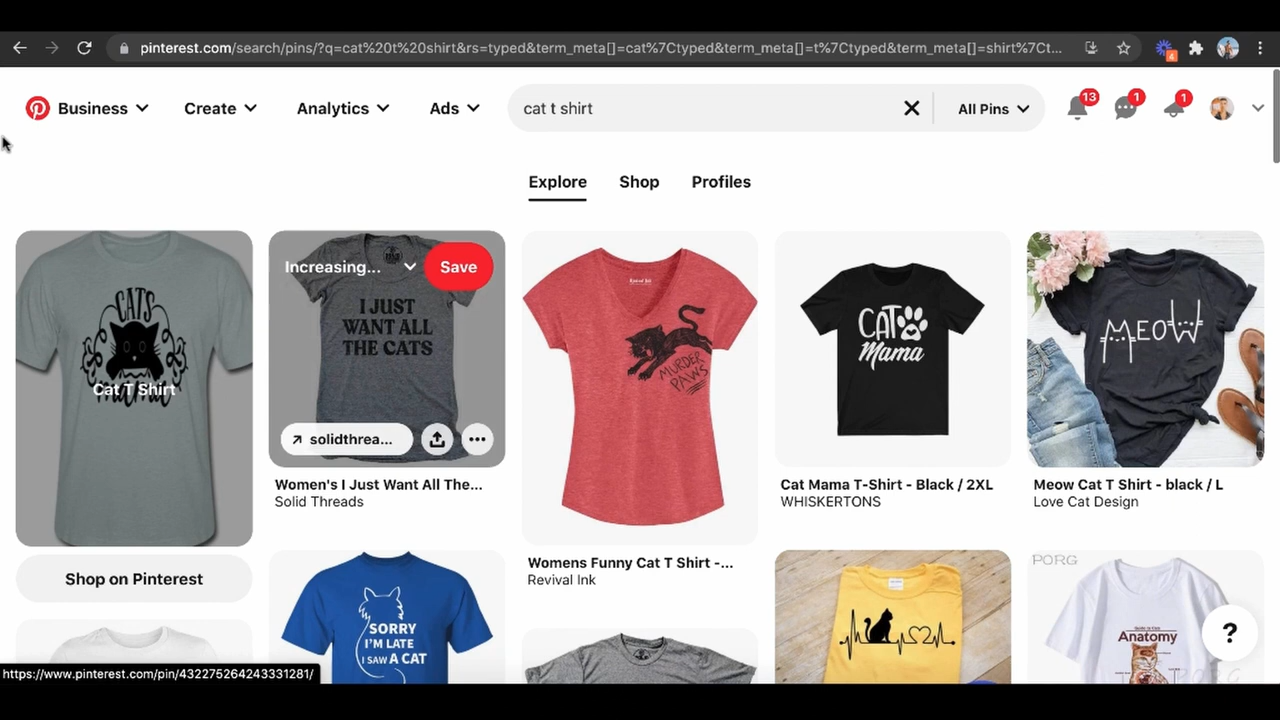 pinterest.com/search/pins/?q=cat%20t%20shirt&rs=typed&term_meta[]=cat%7Ctyped&term_meta[]=t%7Ctyped&term_meta[]=shirt%7Ct...
4
Business
Create
Analytics
Ads
cat t shirt
All Pins
13
1
1
Explore
Shop
Profiles
CATS
Cat T Shirt
Increasing...
Save
I JUST
WANT ALL
THE CATS
solidthrea...
MURDER
PAWS
CAT
Mama
MEOW
Women's I Just Want All The...
Solid Threads
Cat Mama T-Shirt - Black / 2XL
WHISKERTONS
Meow Cat T Shirt - black / L
Love Cat Design
Shop on Pinterest
Womens Funny Cat T Shirt -...
Revival Ink
SORRY
I'M LATE
I SAW A CAT
PORG
Anatomy
?
PORG
https://www.pinterest.com/pin/432275264243331281/